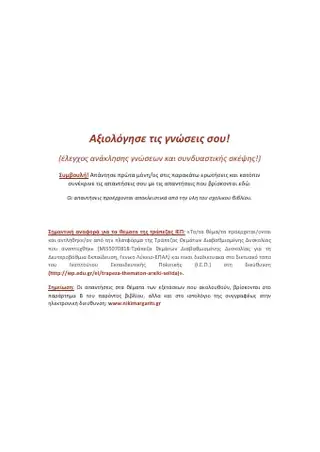 Αξιολόγησε τις γνώσεις σου!
(έλεγχος ανάκλησης γνώσεων και συνδυαστικής σκέψης!)
Συμβουλή! Απάντησε πρώτα μόνη/ος στις παρακάτω ερωτήσεις και κατόπιν
σύγκρινε τις απαντήσεις σου με τις απαντήσεις που βρίσκονται εδώ.
Οι απαντήσεις προέρχονται αποκλειστικά από την ύλη του σχολικού βιβλίου.
Σημαντική αναφορά για τα θέματα της τράπεζας ΙΕΠ: «Το/τα θέμα/τα προέρχεται/ονται
και αντλήθηκε/αν από την πλατφόρμα της Τράπεζας Θεμάτων Διαβαθμισμένης Δυσκολίας
που αναπτύχθηκε (MIS5070818-Τράπεζα θεμάτων Διαβαθμισμένης Δυσκολίας για τη
Δευτεροβάθμια Εκπαίδευση, Γενικό Λύκειο-ΕΠΑΛ) και είναι διαδικτυακά στο δικτυακό τόπο
του Ινστιτούτου Εκπαιδευτικής Πολιτικής (Ι.Ε.Π.) στη διεύθυνση
(http://iep.edu.gr/el/trapeza-thematon-arxiki-selida)».
Σημείωση: Οι απαντήσεις στα θέματα των εξετάσεων που ακολουθούν, βρίσκονται στο
παράρτημα Β του παρόντος βιβλίου, αλλά και στο ιστολόγιο της συγγραφέως στην
ηλεκτρονική διεύθυνση: www.nikimargariti.gr